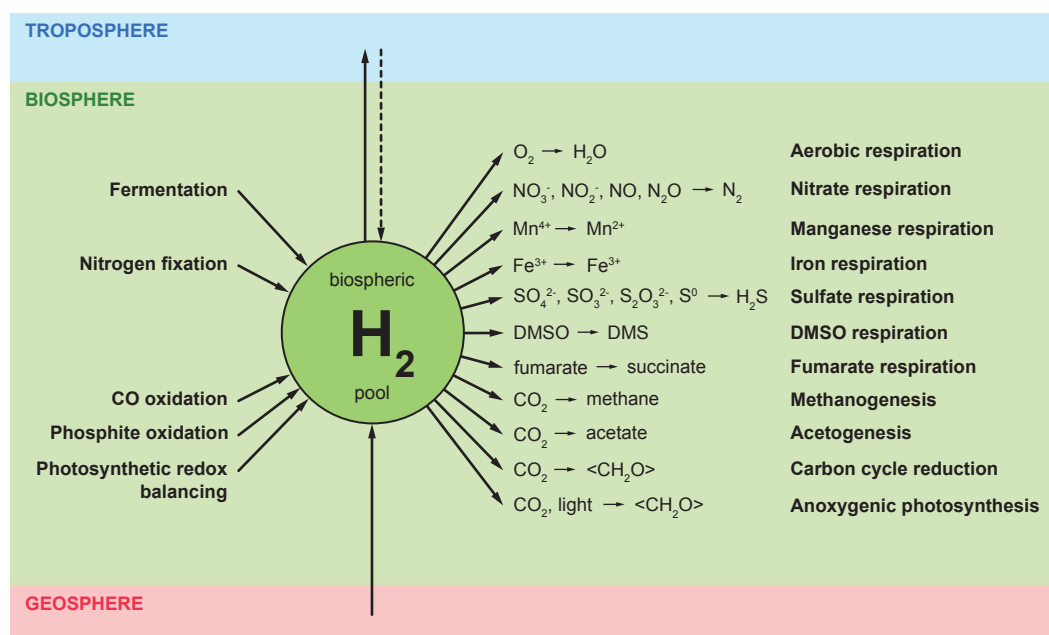 TROPOSPHERE
BIOSPHERE
Fermentation
Nitrogen fixation
CO oxidation
Phosphite oxidation
Photosynthetic redox
balancing
biospheric
H₂
pool
O₂ → H₂O Aerobic respiration
NO₃⁻, NO₂⁻, NO, N₂O → N₂ Nitrate respiration
Mn⁴⁺ → Mn²⁺ Manganese respiration
Fe³⁺ → Fe³⁺ Iron respiration
SO₄²⁻, SO₃²⁻, S₂O₃²⁻, S⁰ → H₂S Sulfate respiration
DMSO → DMS DMSO respiration
fumarate → succinate Fumarate respiration
CO₂ → methane Methanogenesis
CO₂ → acetate Acetogenesis
CO₂ → <CH₂O> Carbon cycle reduction
CO₂, light → <CH₂O> Anoxygenic photosynthesis
GEOSPHERE